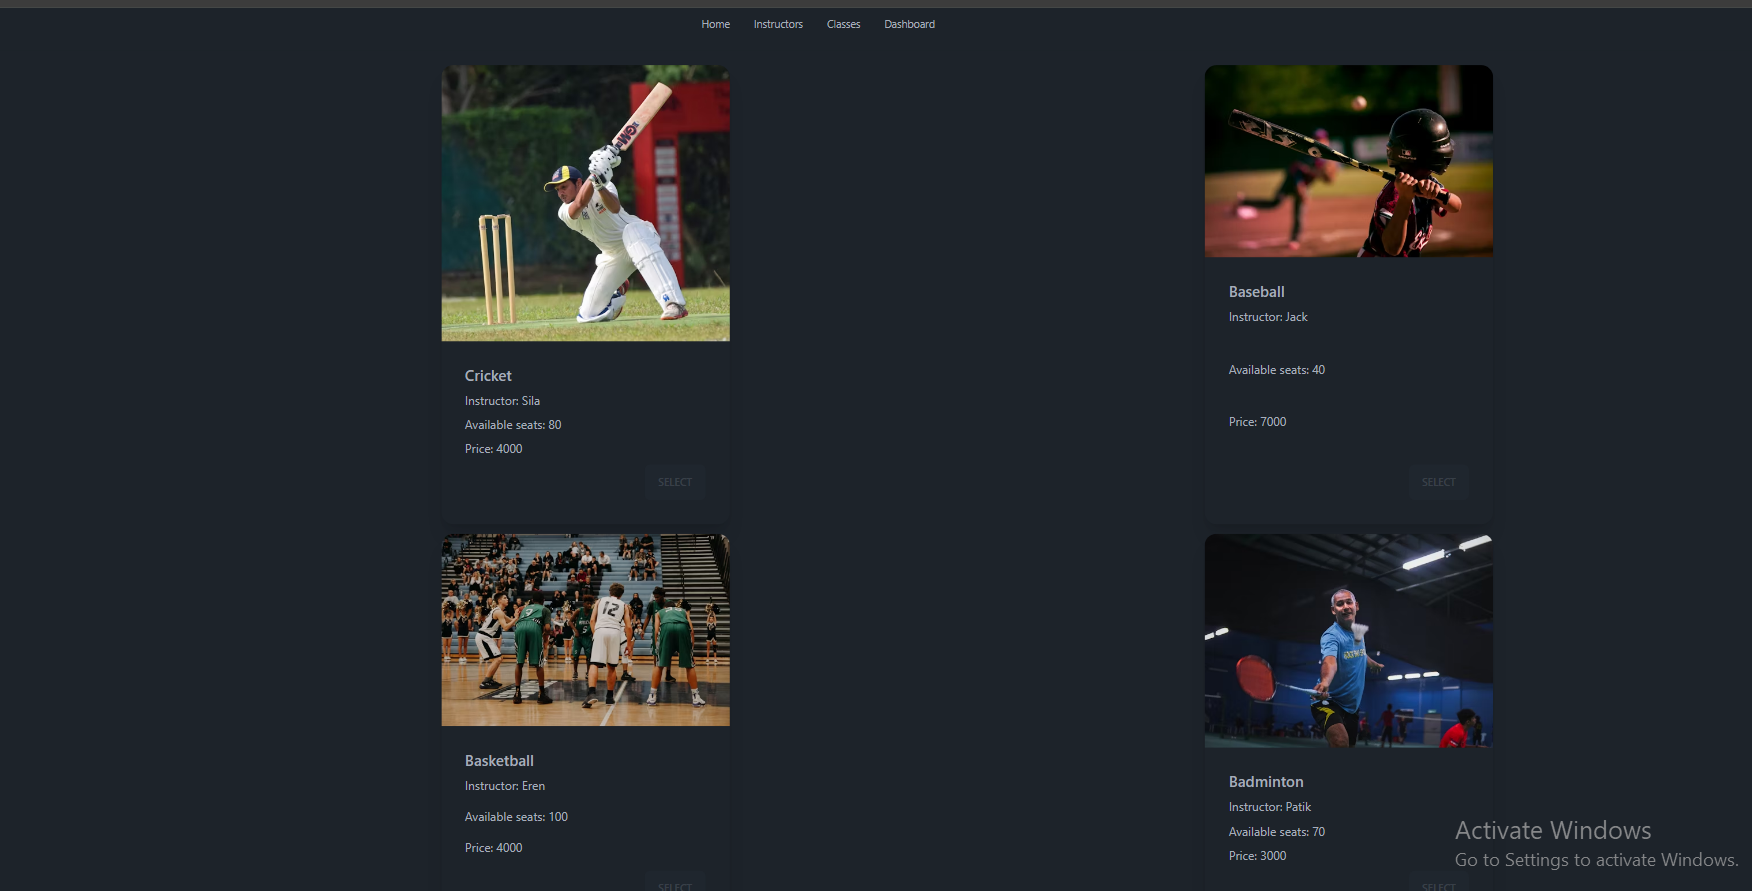 Home Instructors Classes Dashboard
Cricket
Instructor: Sila
Available seats: 80
Price: 4000
SELECT
Baseball
Instructor: Jack
Available seats: 40
Price: 7000
SELECT
Basketball
Instructor: Eren
Available seats: 100
Price: 4000
SELECT
Badminton
Instructor: Patik
Available seats: 70
Price: 3000
SELECT
Activate Windows
Go to Settings to activate Windows.